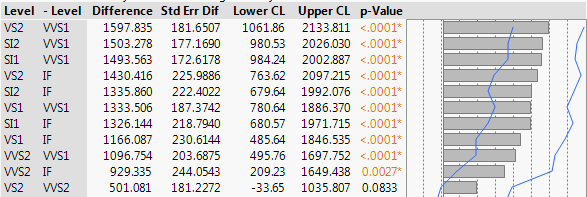 Level - Level Difference Std Err Dif Lower CL Upper CL p-Value
VS2 VVS1 1597.835 181.6507 1061.86 2133.811 <.0001*
SI2 VVS1 1503.278 177.1690 980.53 2026.030 <.0001*
SI1 VVS1 1493.563 172.6178 984.24 2002.887 <.0001*
VS2 IF 1430.416 225.9886 763.62 2097.215 <.0001*
SI2 IF 1335.860 222.4022 679.64 1992.076 <.0001*
VS1 VVS1 1333.506 187.3742 780.64 1886.370 <.0001*
SI1 IF 1326.144 218.7940 680.57 1971.715 <.0001*
VS1 IF 1166.087 230.6144 485.64 1846.535 <.0001*
VVS2 VVS1 1096.754 203.6875 495.76 1697.752 <.0001*
VVS2 IF 929.335 244.0543 209.23 1649.438 0.0027*
VS2 VVS2 501.081 181.2272 -33.65 1035.807 0.0833